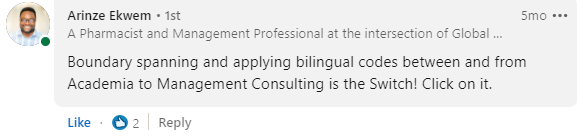 Arinze Ekwem • 1st 5mo •••
A Pharmacist and Management Professional at the intersection of Global ...
Boundary spanning and applying bilingual codes between and from
Academia to Management Consulting is the Switch! Click on it.
Like · 2 | Reply